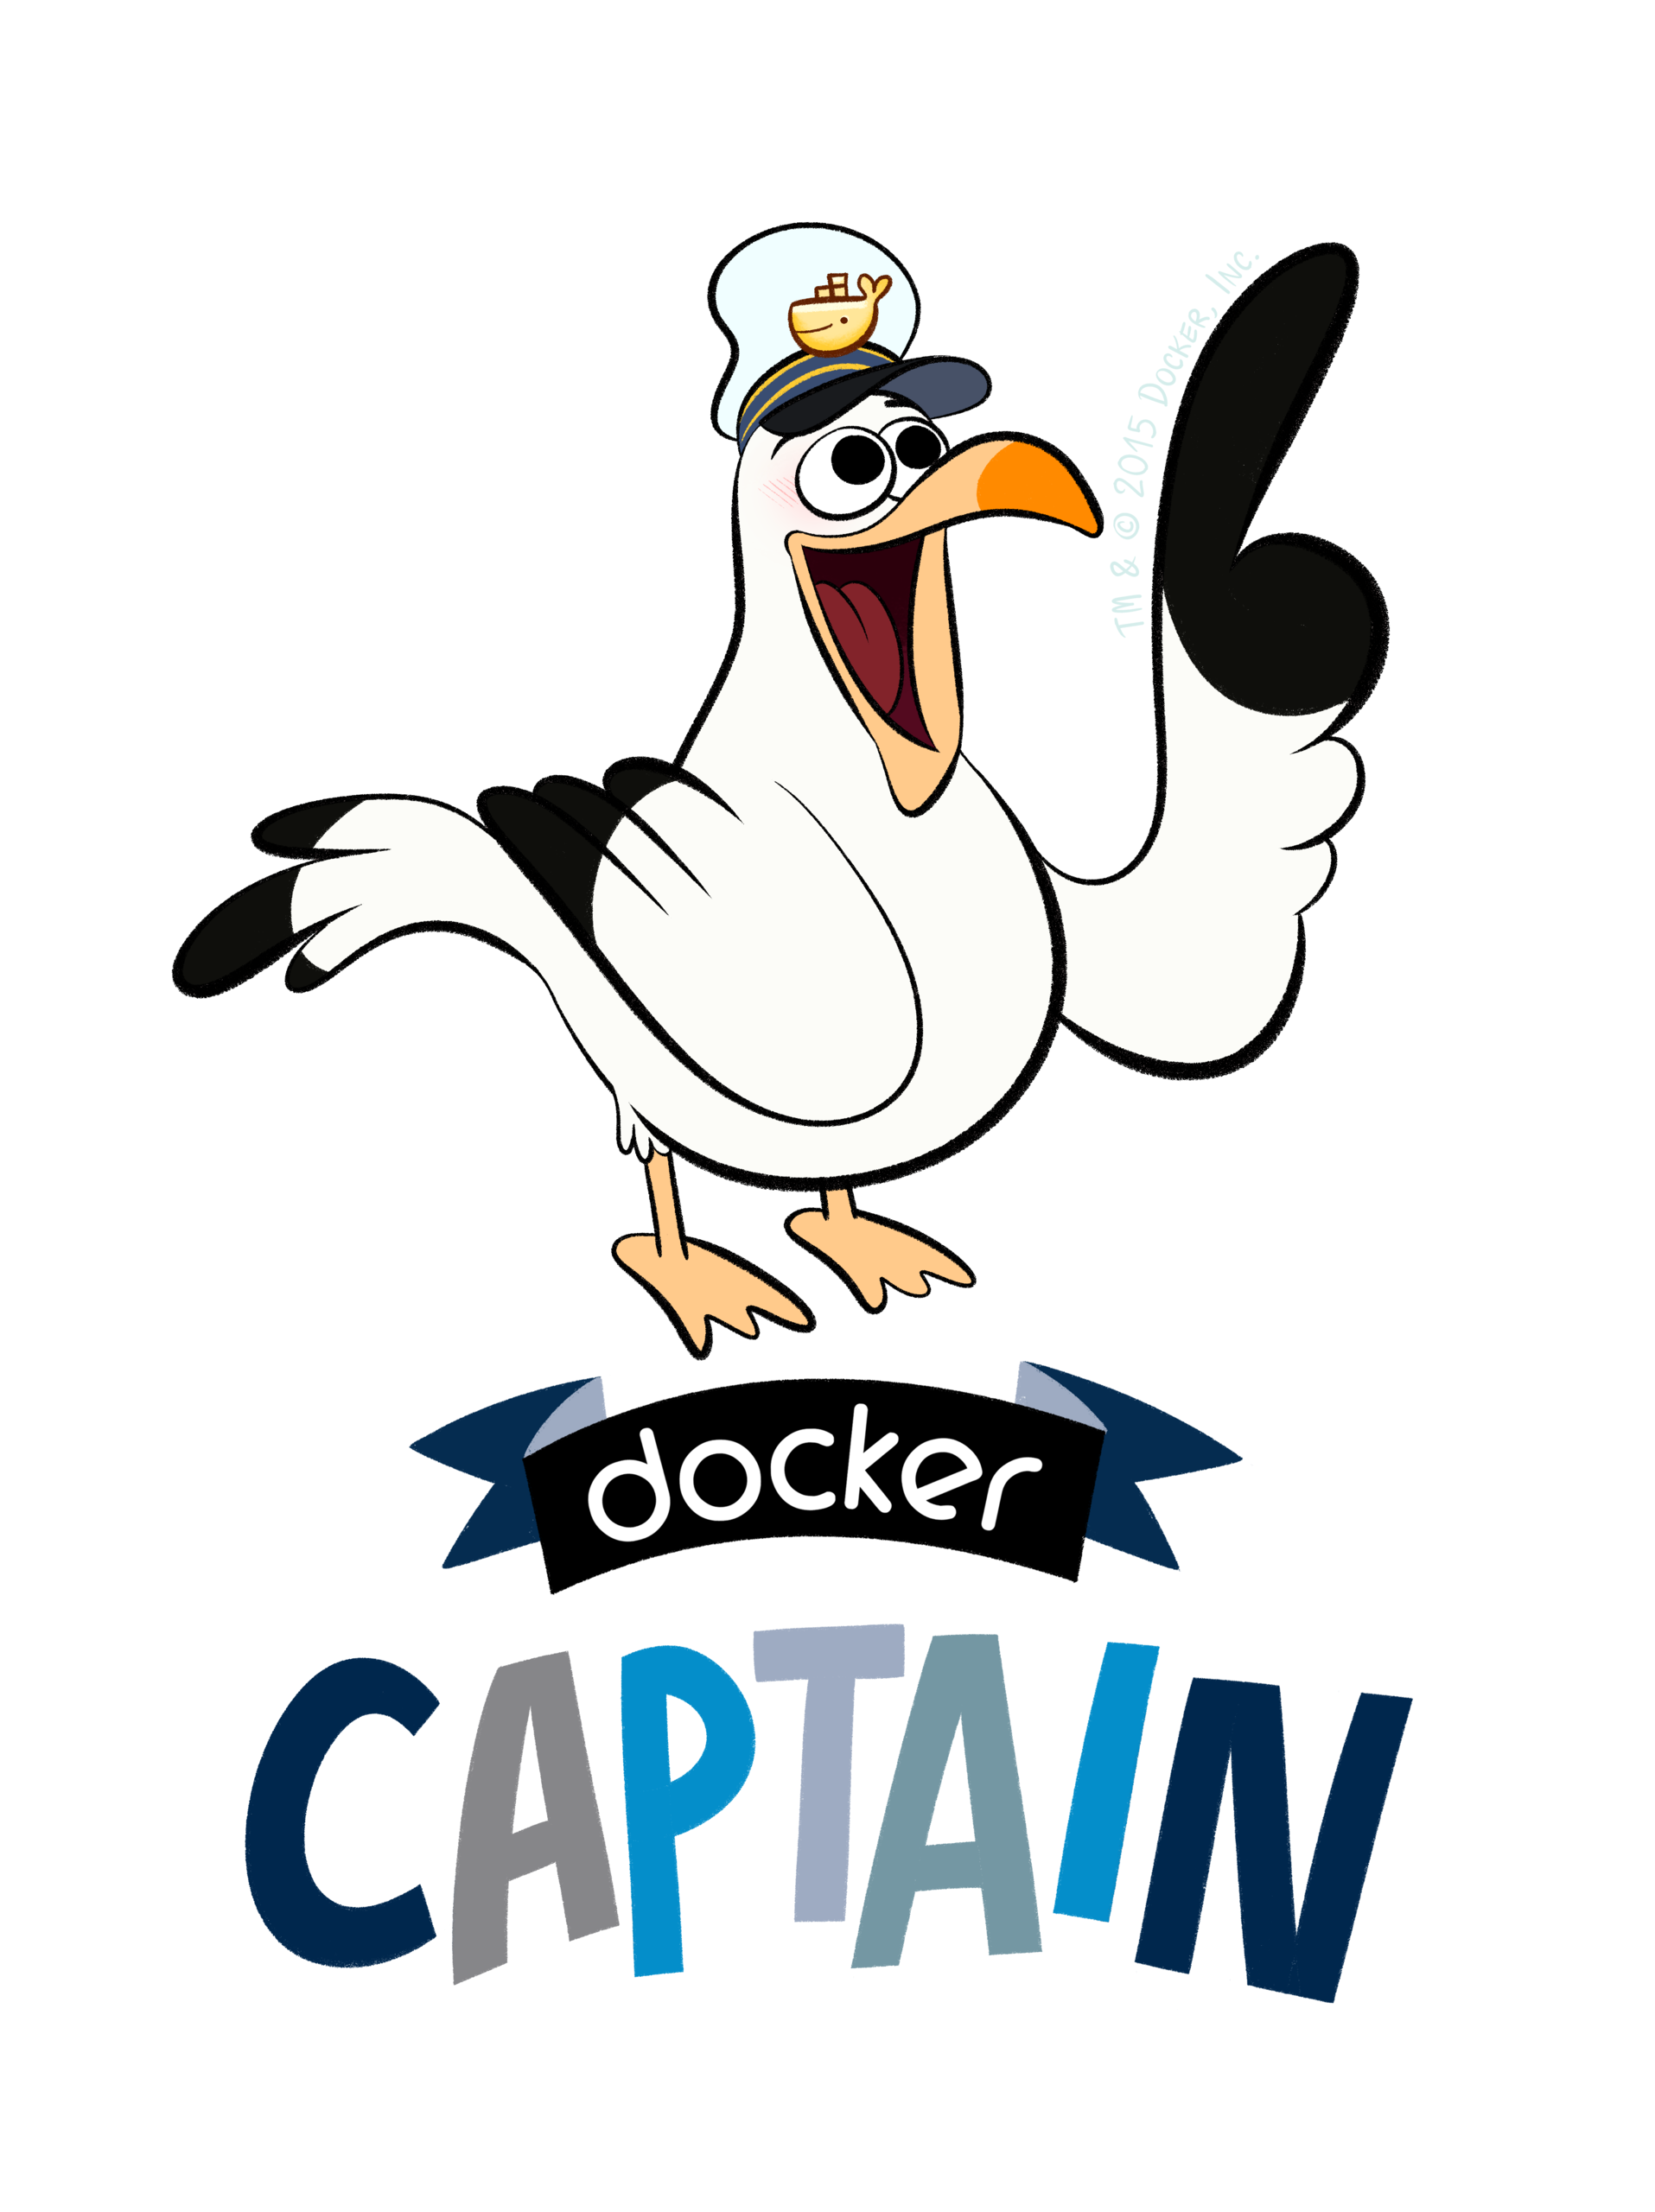 TM & © 2015 Docker, Inc.
docker
CAPTAIN